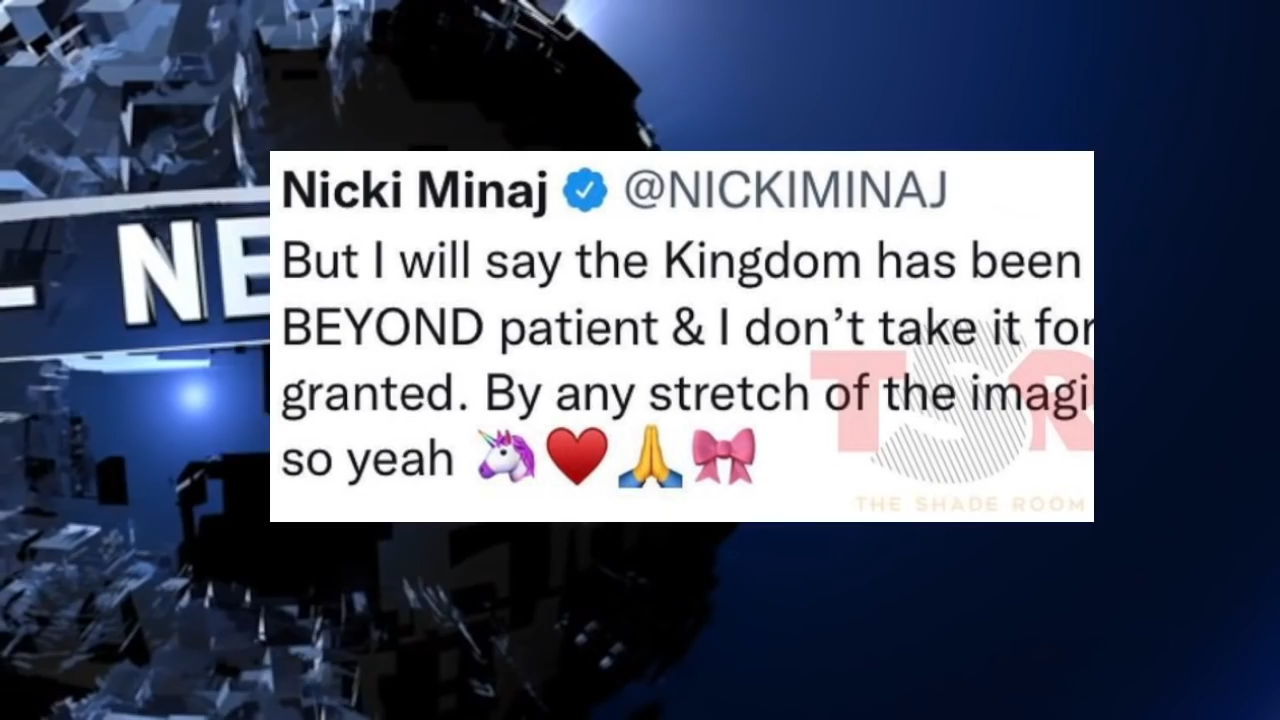 NE
Nicki Minaj @NICKIMINAJ
But I will say the Kingdom has been
BEYOND patient & I don’t take it for
granted. By any stretch of the imagi
so yeah 🦄❤️🙏🎀
TSR
THE SHADE ROOM